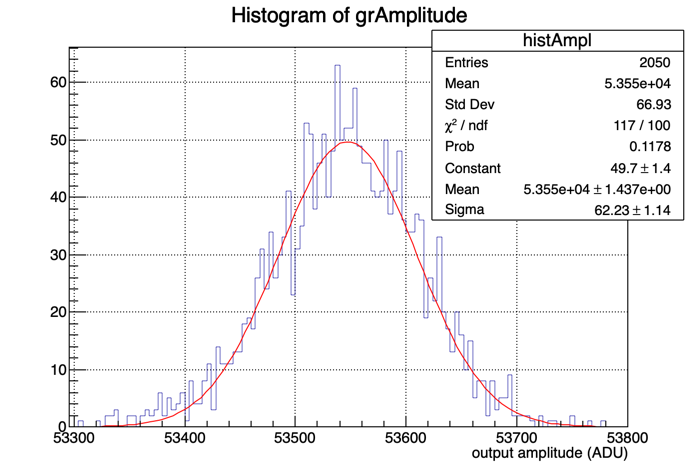 Histogram of grAmplitude
histAmpl
Entries 2050
Mean 5.355e+04
Std Dev 66.93
χ² / ndf 117 / 100
Prob 0.1178
Constant 49.7 ± 1.4
Mean 5.355e+04 ± 1.437e+00
Sigma 62.23 ± 1.14
60
50
40
30
20
10
0
53300 53400 53500 53600 53700 53800
output amplitude (ADU)